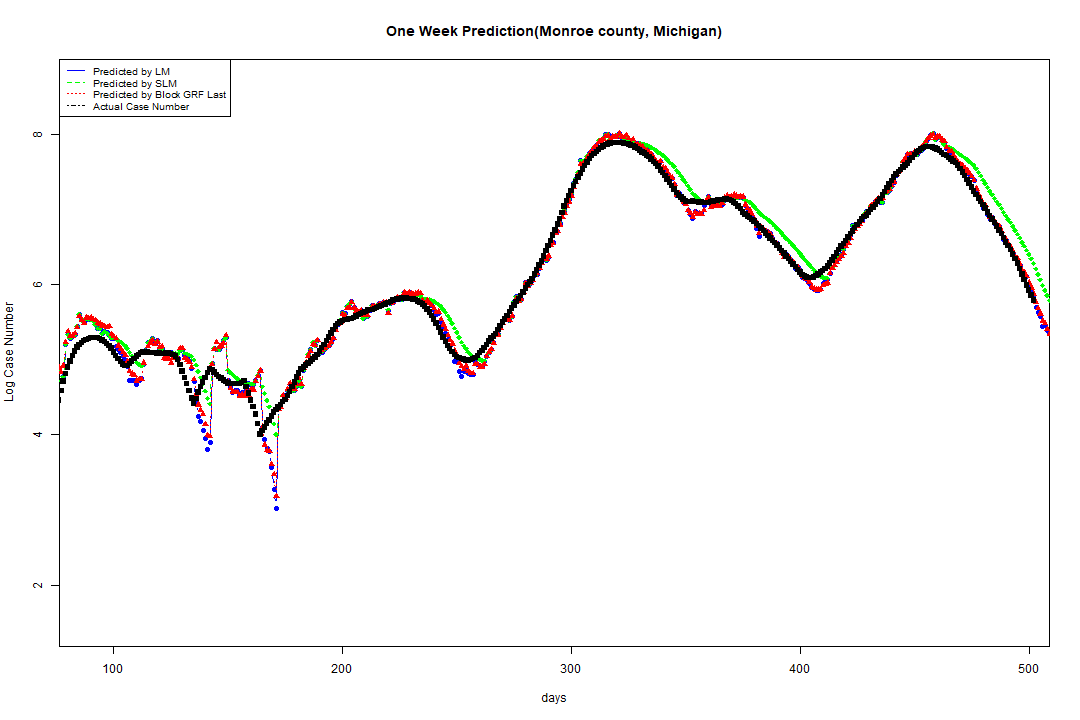 One Week Prediction(Monroe county, Michigan)
Predicted by LM
Predicted by SLM
Predicted by Block GRF Last
Actual Case Number
8
6
4
2
Log Case Number
100 200 300 400 500
days